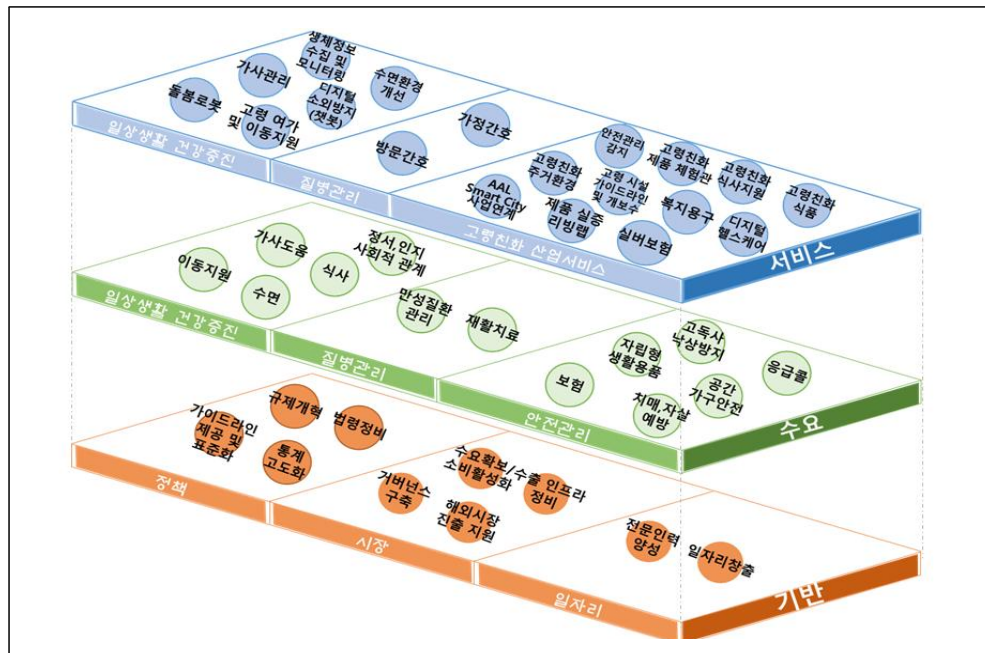 생체정보
수집 및
모니터링
가사관리
수면환경
개선
돌봄로봇
고령 여가
및 이동지원
디지털
소외방지
(챗봇)
일상생활 건강증진
가정간호
방문간호
질병관리
안전관리
감지
고령친화
제품 체험관
고령친화
식사지원
고령친화
식품
고령친화
주거환경
고령 시설
가이드라인
및 개보수
복지용구
디지털
헬스케어
AAL
Smart City
사업연계
제품 실증
리빙랩
실버보험
고령친화 산업서비스
서비스
가사도움
정서,인지
사회적 관계
이동지원
식사
수면
일상생활 건강증진
만성질환
관리
재활치료
질병관리
고독사
낙상방지
자립형
생활용품
응급콜
보험
공간
가구안전
치매,자살
예방
안전관리
수요
규제개혁
법령정비
가이드라인
제공 및
표준화
통계
고도화
정책
수요확보/
소비활성화
수출 인프라
정비
거버넌스
구축
해외시장
진출 지원
시장
전문인력
양성
일자리창출
일자리
기반